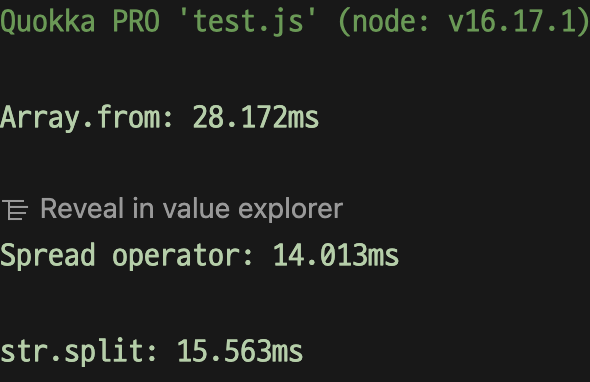 Quokka PRO 'test.js' (node: v16.17.1)
Array.from: 28.172ms
Reveal in value explorer
Spread operator: 14.013ms
str.split: 15.563ms